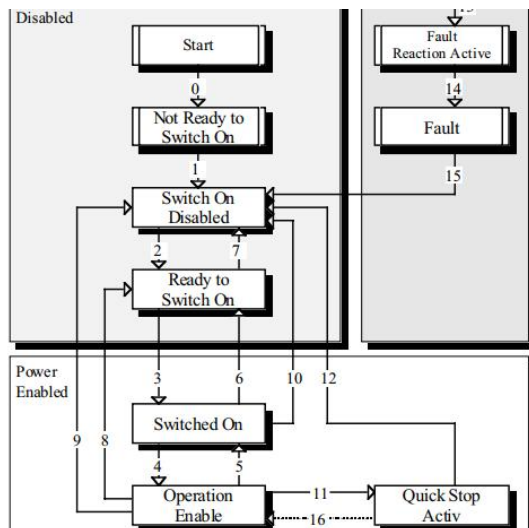 Disabled
13
Start
Fault
Reaction Active
0
14
Not Ready to
Switch On
Fault
1
15
Switch On
Disabled
2
7
Ready to
Switch On
Power
Enabled
3
6
10
12
Switched On
9
8
4
5
Operation
Enable
11
16
Quick Stop
Activ